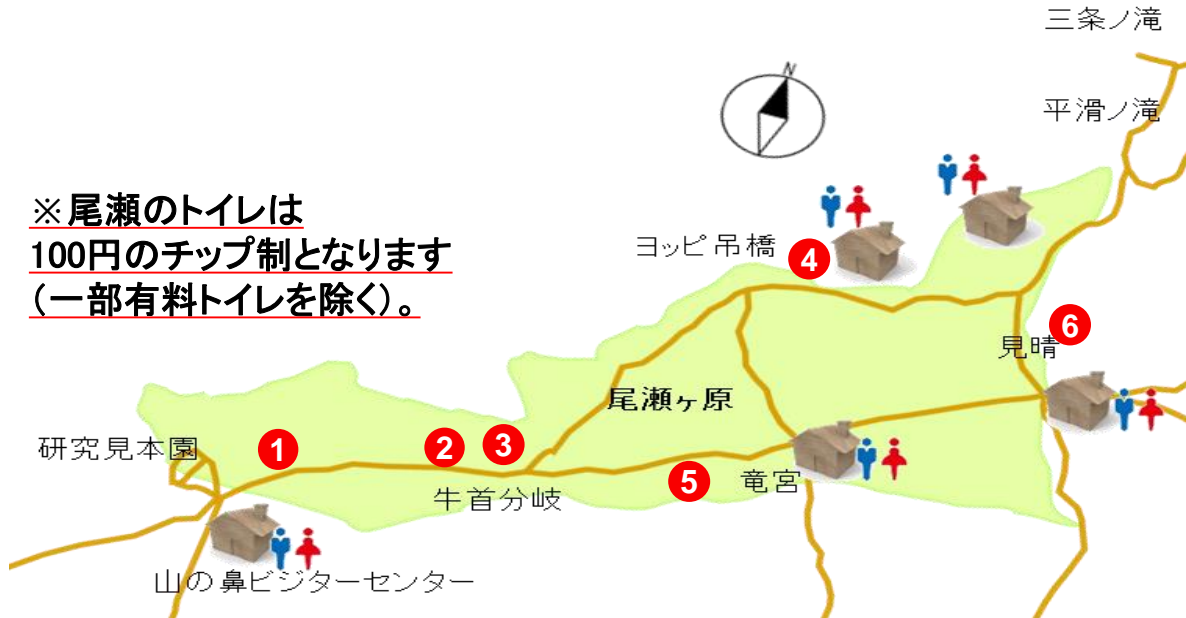 三条ノ滝
N
平滑ノ滝
※尾瀬のトイレは
100円のチップ制となります
（一部有料トイレを除く）。
ヨッピ吊橋
4
6
見晴
尾瀬ヶ原
研究見本園
1
2
3
牛首分岐
5
竜宮
山の鼻ビジターセンター